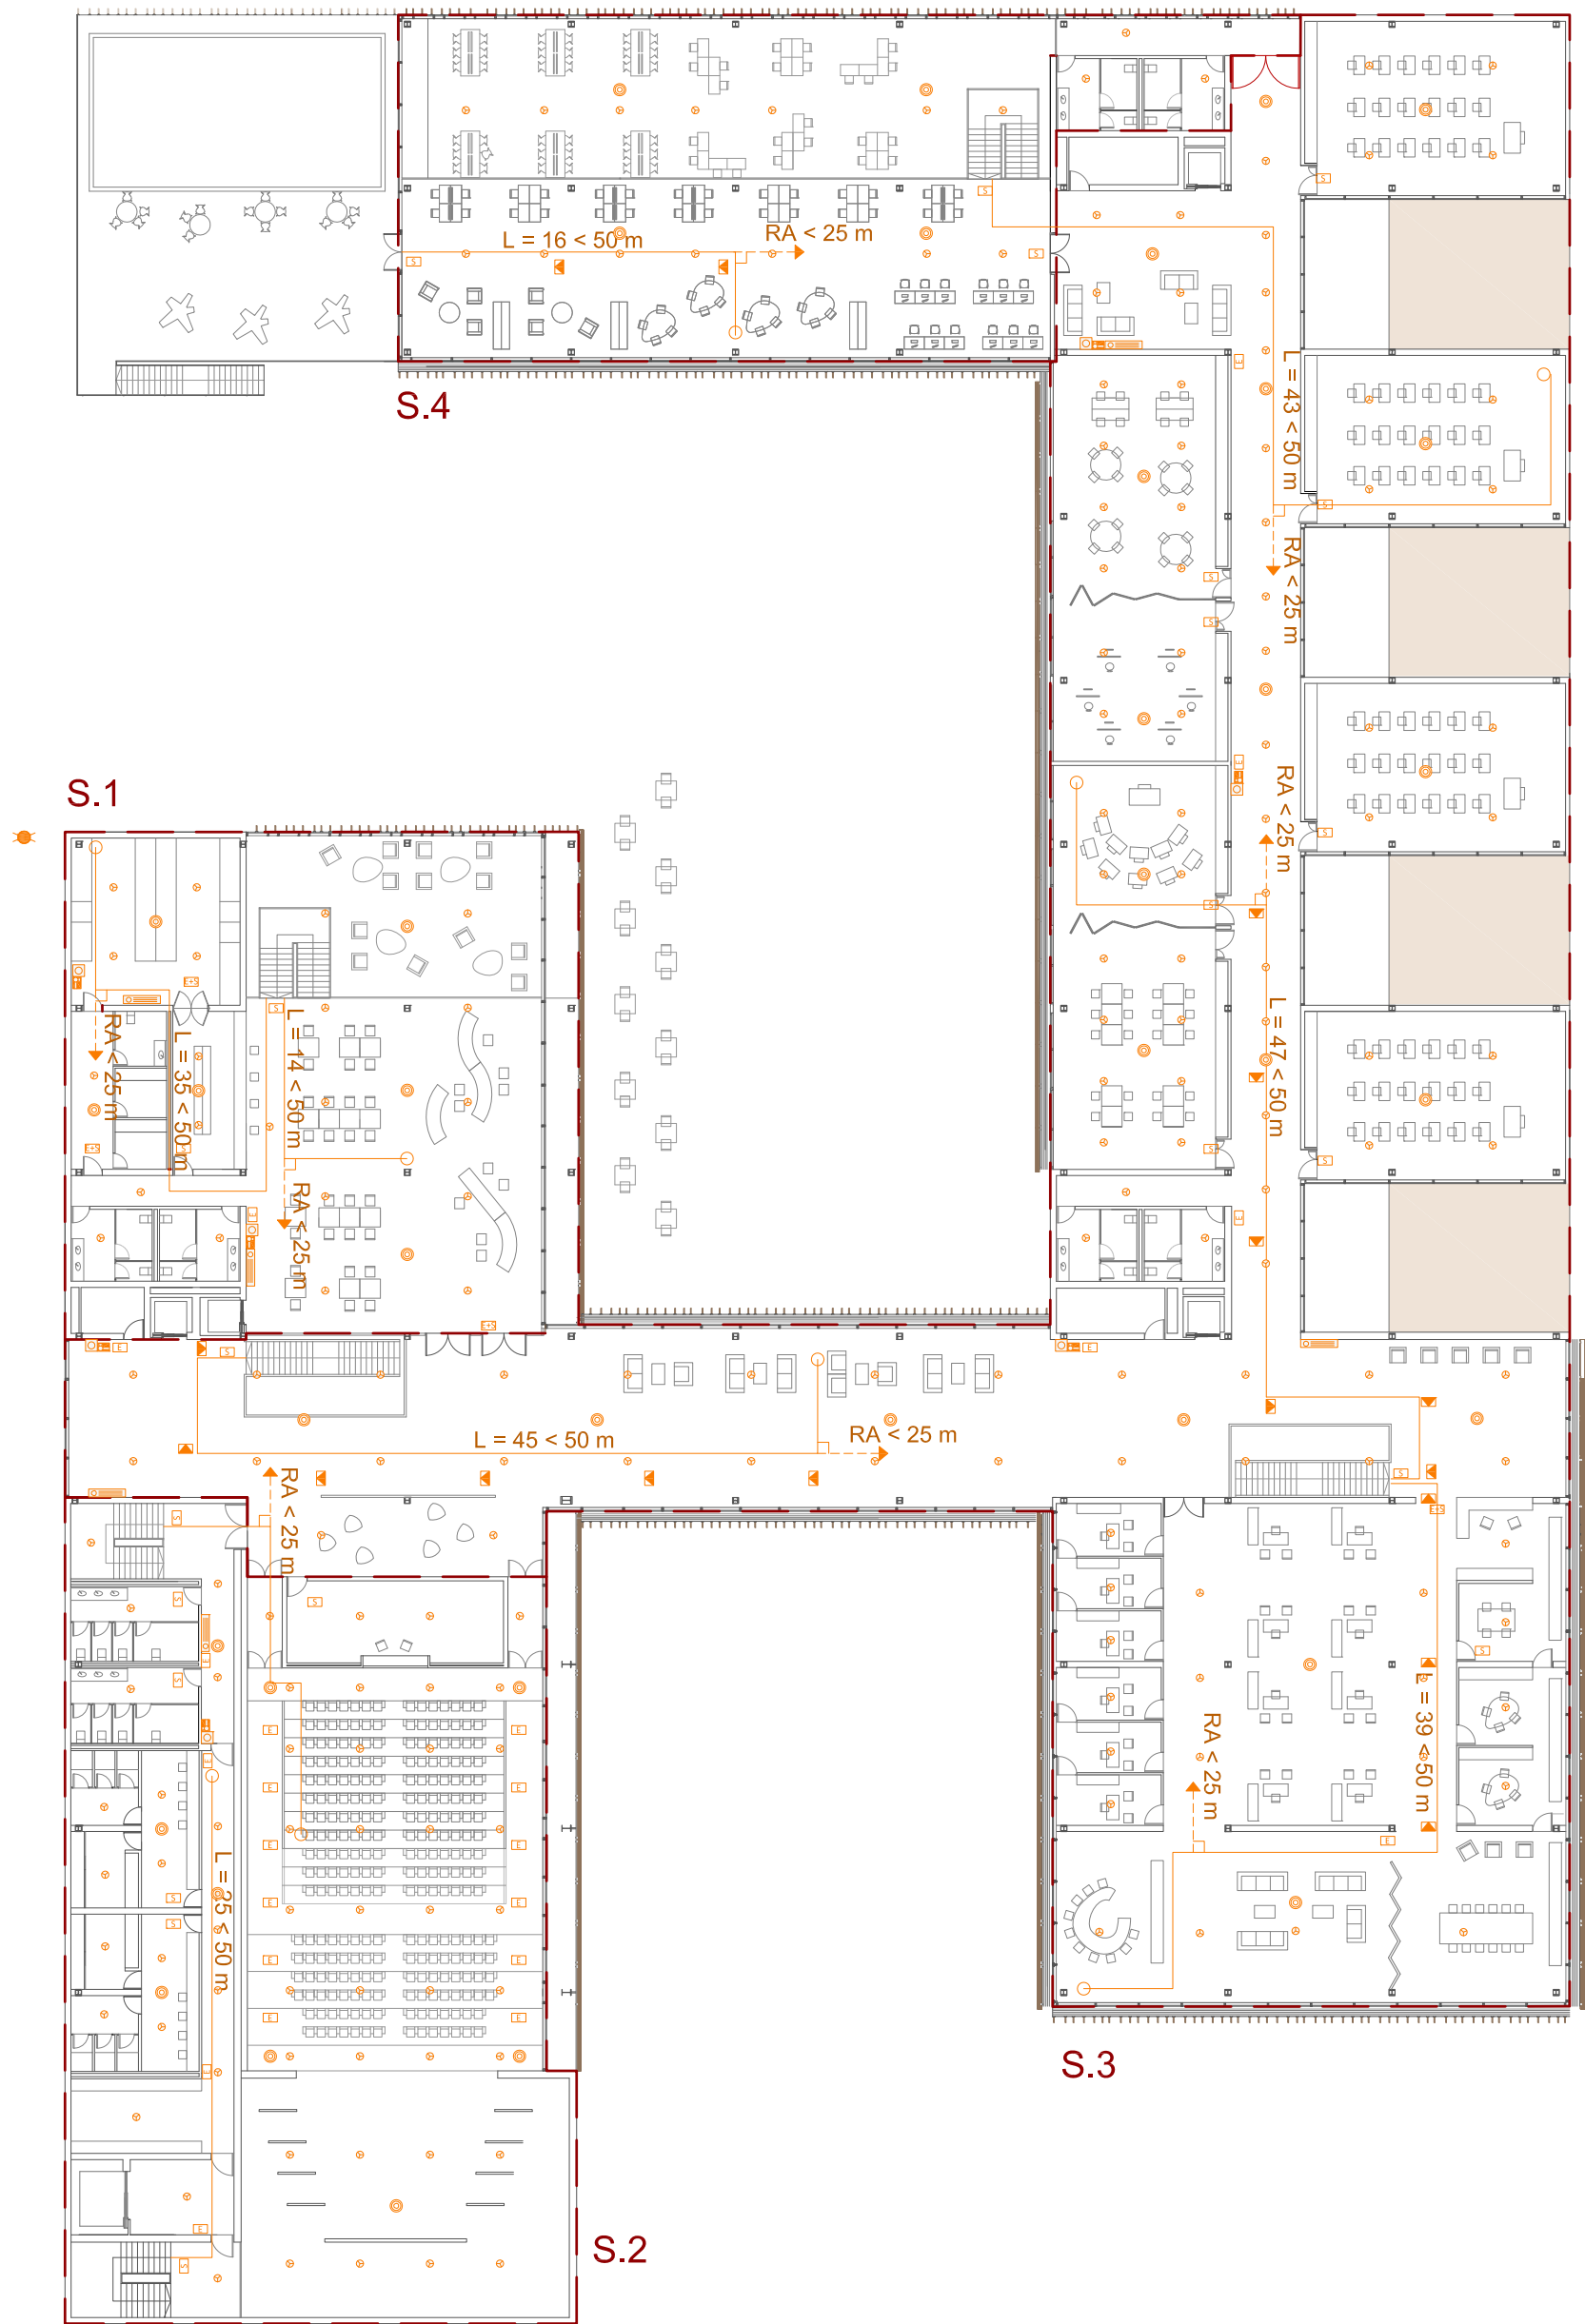 L = 16 < 50 m
RA < 25 m
S
S
S
S
S.4
E
L = 43 < 50 m
S
RA < 25 m
S
S
S.1
E
RA < 25 m
S
S
E+S
S
L = 14 < 50 m
RA < 25 m
L = 35 < 50 m
L = 47 < 50 m
E+S
S
S
S
E
RA < 25 m
E
E+S
E
S
E
L = 45 < 50 m
RA < 25 m
S
RA < 25 m
S
E+S
S
S
S
E
S
E
E
E
L = 39 < 50 m
RA < 25 m
E
E
E
E
E
S
S
L = 35 < 50 m
E
E
E
E
E
S.3
E
S
S.2